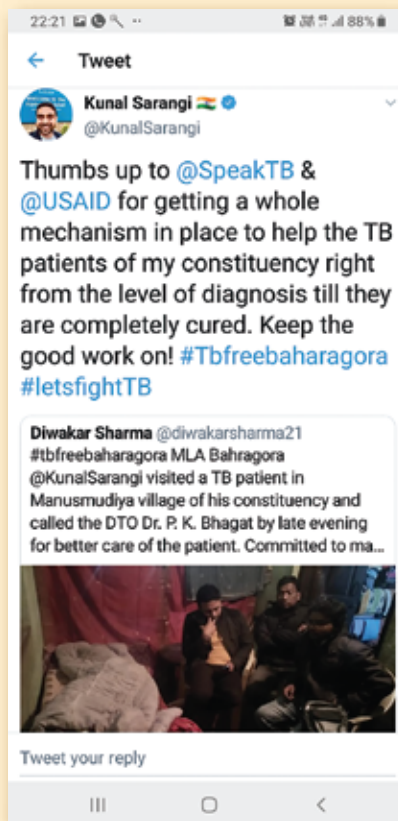 22:21
88%
Tweet
Kunal Sarangi
@KunalSarangi
Thumbs up to @SpeakTB &
@USAID for getting a whole
mechanism in place to help the TB
patients of my constituency right
from the level of diagnosis till they
are completely cured. Keep the
good work on! #Tbfreebaharagora
#letsfightTB
Diwakar Sharma @diwakarsharma21
#tbfreebaharagora MLA Bahragora
@KunalSarangi visited a TB patient in
Manusmudiya village of his constituency and
called the DTO Dr. P. K. Bhagat by late evening
for better care of the patient. Committed to ma...
Tweet your reply